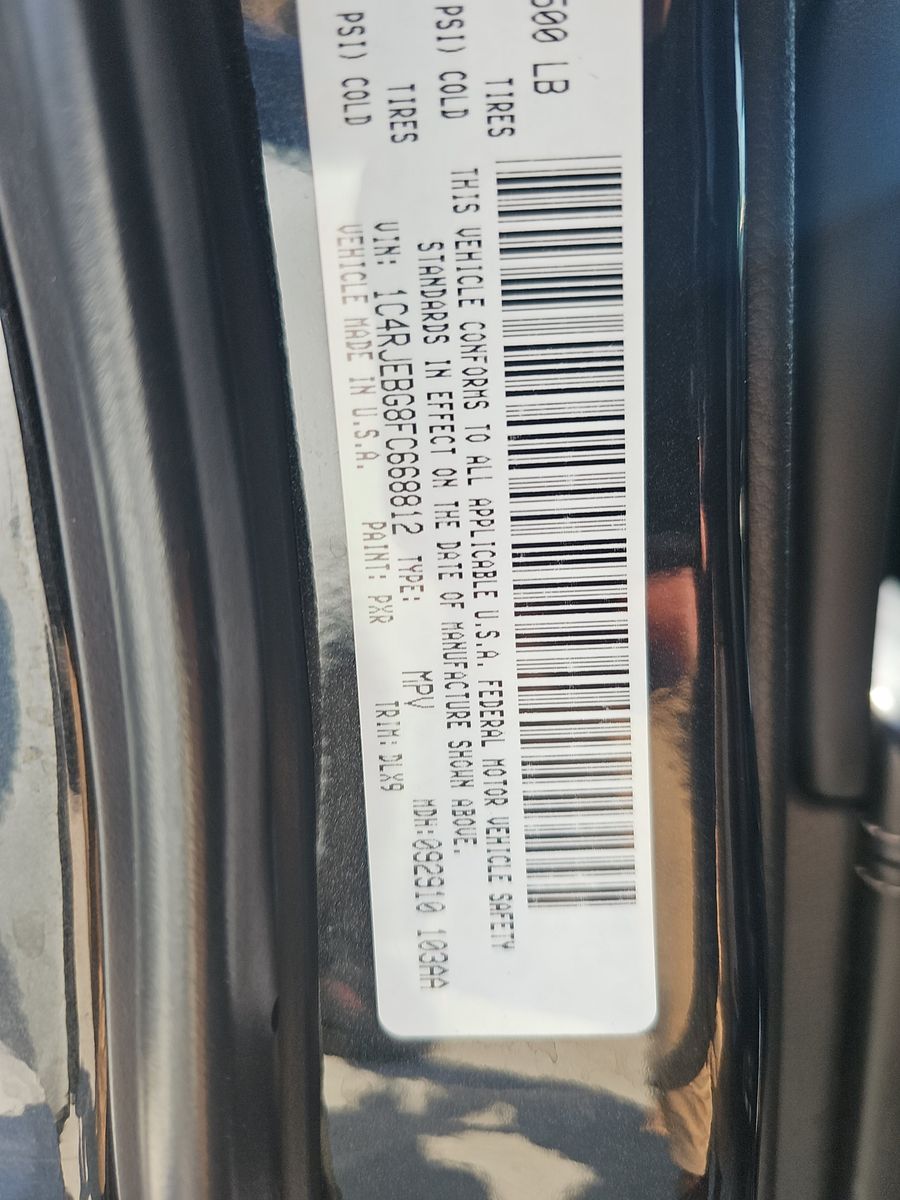 500 LB
TIRES
PSI) COLD
TIRES
PSI) COLD
THIS VEHICLE CONFORMS TO ALL APPLICABLE U.S.A. FEDERAL MOTOR VEHICLE SAFETY
STANDARDS IN EFFECT ON THE DATE OF MANUFACTURE SHOWN ABOVE.
VIN: 1C4RJEBG8FC668812 TYPE: MPV MDH:092910 103AA
VEHICLE MADE IN U.S.A. PAINT: PXR TRIM:DLX9